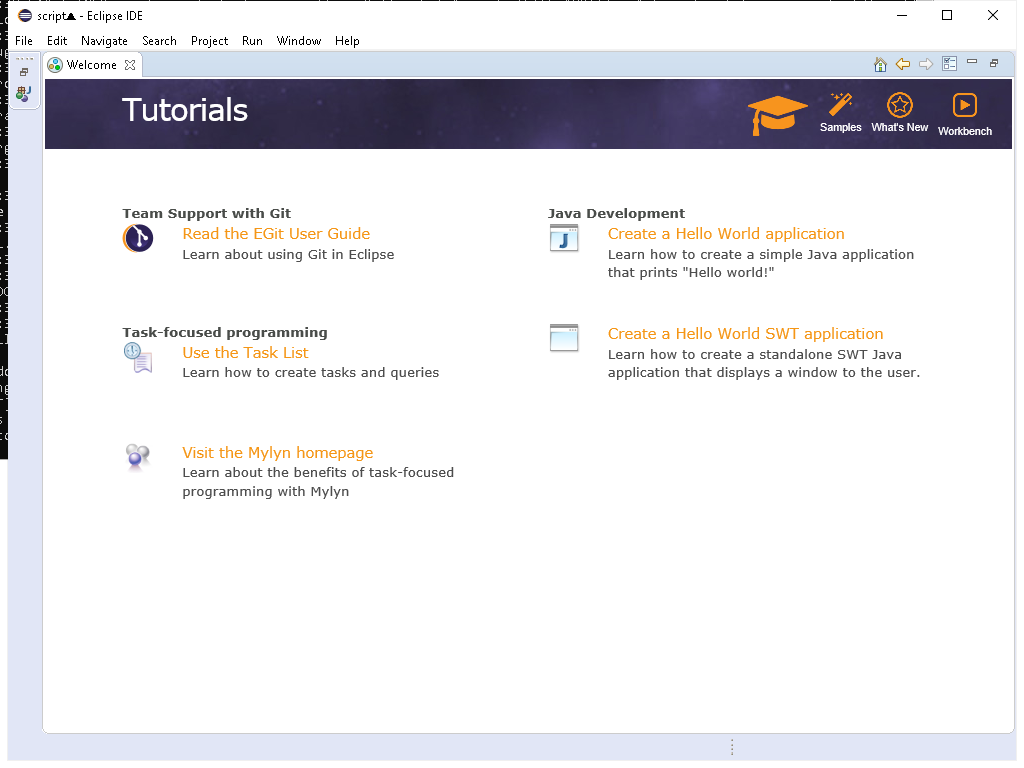 script▲ - Eclipse IDE
File Edit Navigate Search Project Run Window Help
Welcome
Tutorials
Samples What's New Workbench
Team Support with Git
Read the EGit User Guide
Learn about using Git in Eclipse
Java Development
Create a Hello World application
Learn how to create a simple Java application
that prints "Hello world!"
Task-focused programming
Use the Task List
Learn how to create tasks and queries
Create a Hello World SWT application
Learn how to create a standalone SWT Java
application that displays a window to the user.
Visit the Mylyn homepage
Learn about the benefits of task-focused
programming with Mylyn